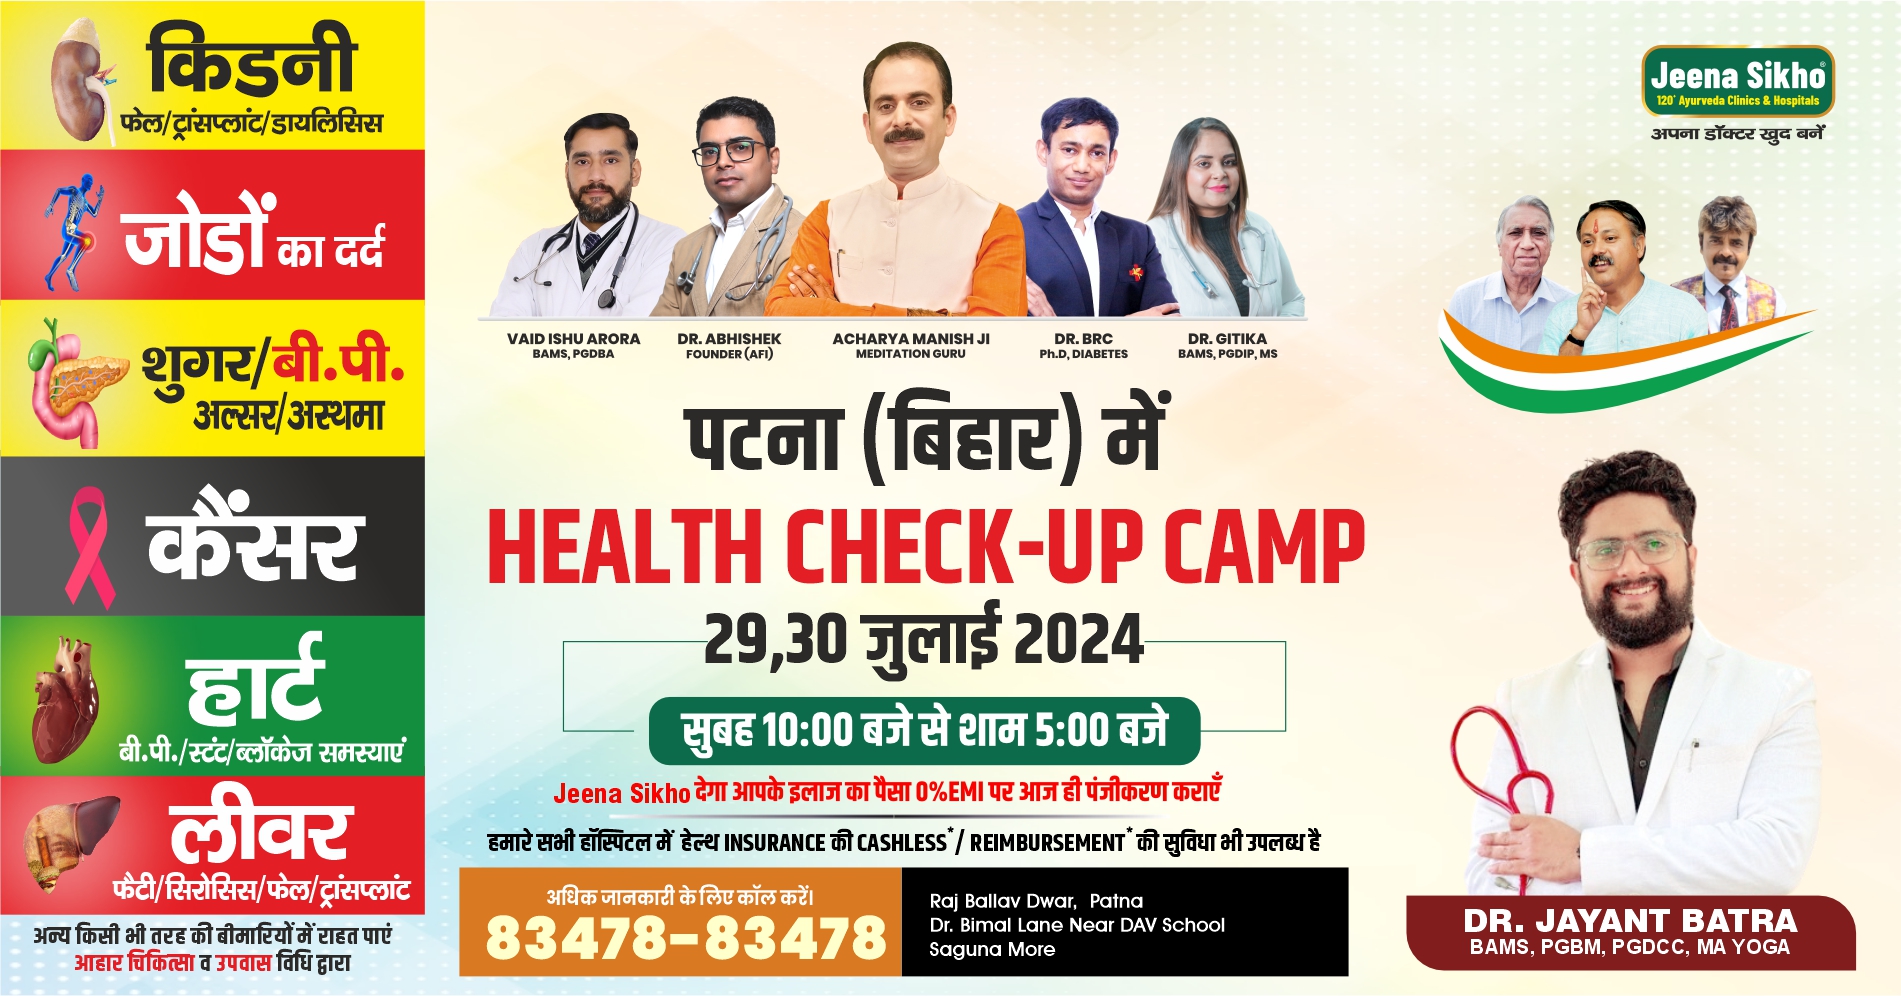 किडनी
फेल/ट्रांसप्लांट/डायलिसिस
जोडों का दर्द
शुगर/बी.पी.
अल्सर/अस्थमा
कैंसर
हार्ट
बी.पी./स्टंट/ब्लॉकेज समस्याएं
लीवर
फैटी/सिरोसिस/फेल/ट्रांसप्लांट
अन्य किसी भी तरह की बीमारियों में राहत पाएं
आहार चिकित्सा व उपवास विधि द्वारा
VAID ISHU ARORA
BAMS, PGDBA
DR. ABHISHEK
FOUNDER (AFI)
ACHARYA MANISH JI
MEDITATION GURU
DR. BRC
Ph.D, DIABETES
DR. GITIKA
BAMS, PGDIP, MS
पटना (बिहार) में
HEALTH CHECK-UP CAMP
29,30 जुलाई 2024
सुबह 10:00 बजे से शाम 5:00 बजे
Jeena Sikho देगा आपके इलाज का पैसा 0%EMI पर आज ही पंजीकरण कराएँ
हमारे सभी हॉस्पिटल में हेल्थ INSURANCE की CASHLESS*/ REIMBURSEMENT* की सुविधा भी उपलब्ध है
अधिक जानकारी के लिए कॉल करें।
83478-83478
Raj Ballav Dwar, Patna
Dr. Bimal Lane Near DAV School
Saguna More
Jeena Sikho®
120+ Ayurveda Clinics & Hospitals
अपना डॉक्टर खुद बनें
DR. JAYANT BATRA
BAMS, PGBM, PGDCC, MA YOGA